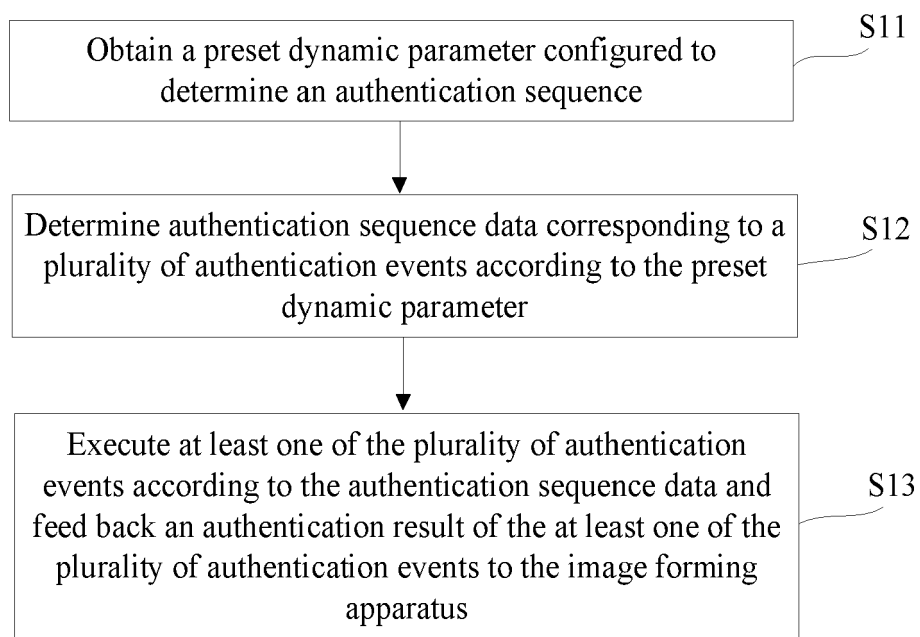 Obtain a preset dynamic parameter configured to
determine an authentication sequence
S11
Determine authentication sequence data corresponding to a
plurality of authentication events according to the preset
dynamic parameter
S12
Execute at least one of the plurality of authentication
events according to the authentication sequence data and
feed back an authentication result of the at least one of the
plurality of authentication events to the image forming
apparatus
S13